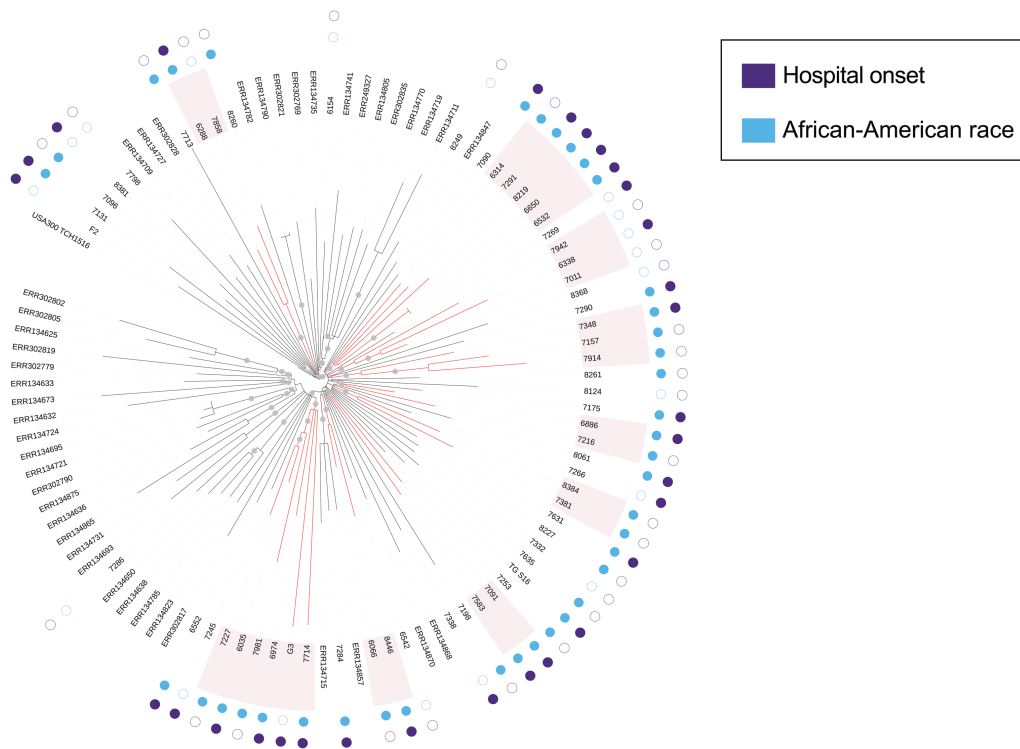 Hospital onset
African-American race
USA300 TCH1516
F2
7131
7096
8381
7798
ERR134709
ERR134727
ERR302828
7713
6288
7858
8260
ERR134782
ERR134790
ERR302821
ERR302769
ERR134735
6154
ERR134741
ERR249327
ERR134805
ERR302835
ERR134770
ERR134719
ERR134711
8249
ERR134847
7090
6314
7291
8219
6650
6532
7269
7942
6338
7011
8368
7290
7348
7157
7914
8261
8124
7175
6886
7216
8061
7266
8384
7381
7631
8227
7332
7635
TG S16
7253
7091
7583
7198
7338
ERR134868
ERR134870
6542
8446
6066
ERR134857
7284
ERR134715
7714
G3
6974
7981
6035
7227
7245
6552
ERR302817
ERR134823
ERR134785
ERR134638
ERR134650
7286
ERR134693
ERR134731
ERR134865
ERR134636
ERR134875
ERR302790
ERR134721
ERR134695
ERR134724
ERR134632
ERR134673
ERR134633
ERR302779
ERR302819
ERR134625
ERR302805
ERR302802